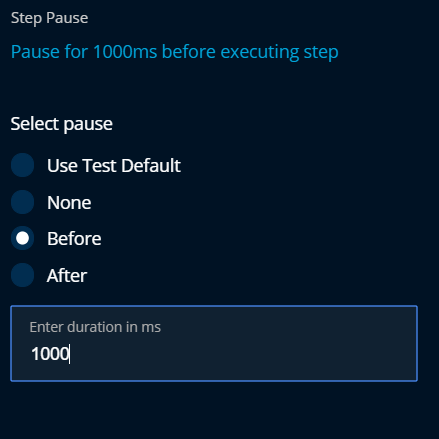 Step Pause
Pause for 1000ms before executing step
Select pause
Use Test Default
None
Before
After
Enter duration in ms
1000